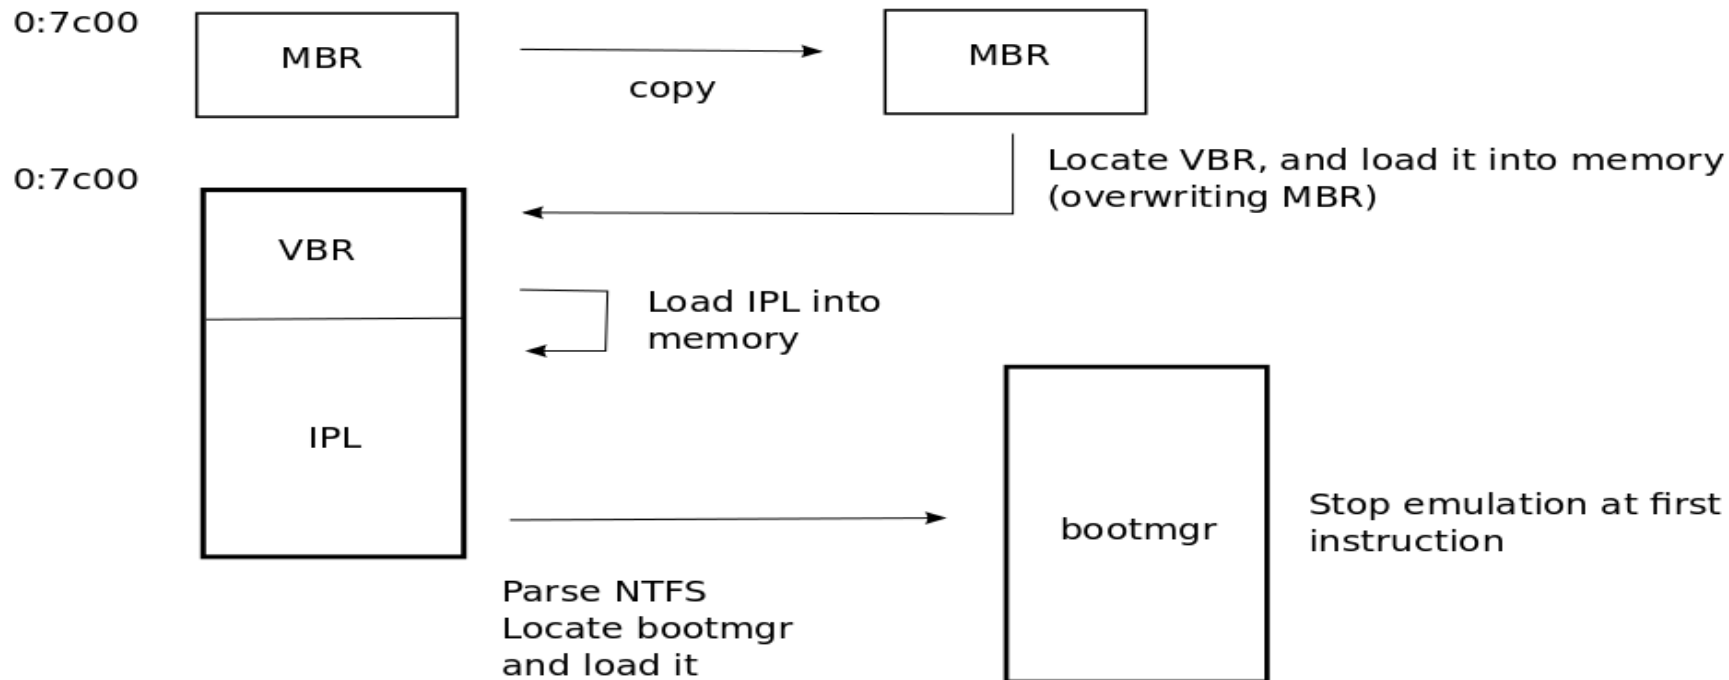 0:7c00
MBR
copy
MBR
Locate VBR, and load it into memory
(overwriting MBR)
0:7c00
VBR
Load IPL into
memory
IPL
bootmgr
Stop emulation at first
instruction
Parse NTFS
Locate bootmgr
and load it